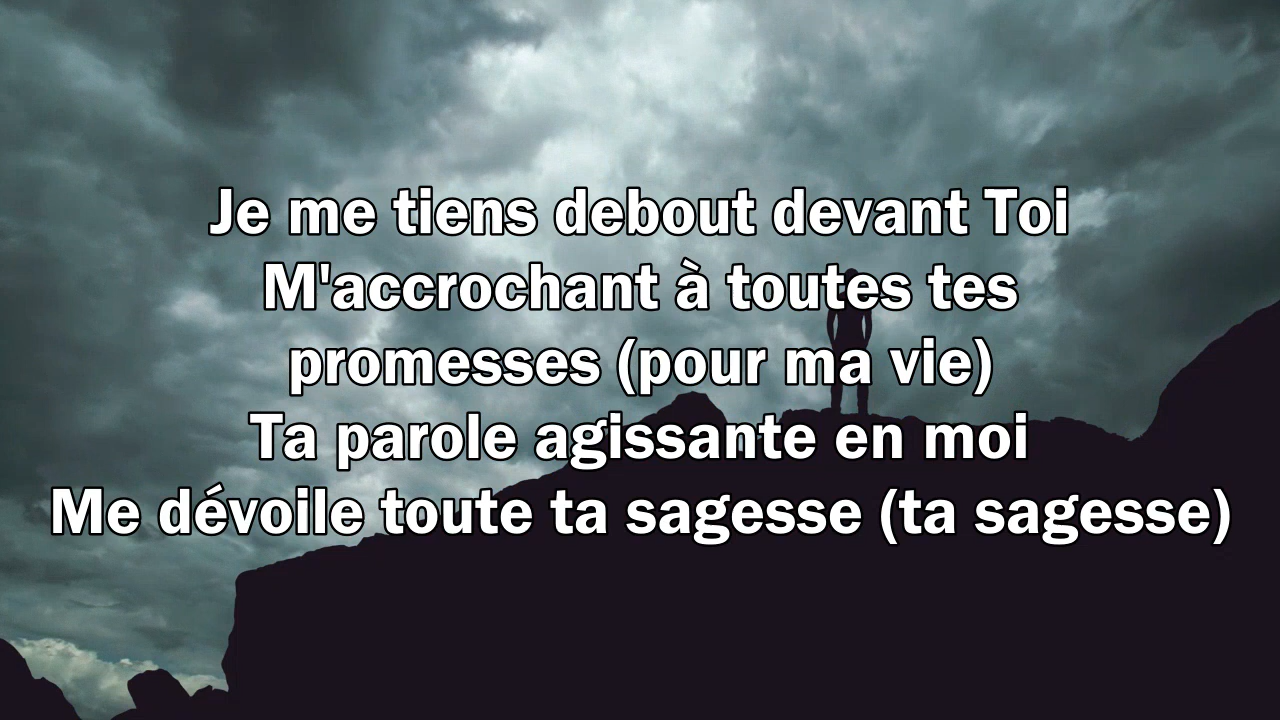 Je me tiens debout devant Toi
M'accrochant à toutes tes
promesses (pour ma vie)
Ta parole agissante en moi
Me dévoile toute ta sagesse (ta sagesse)